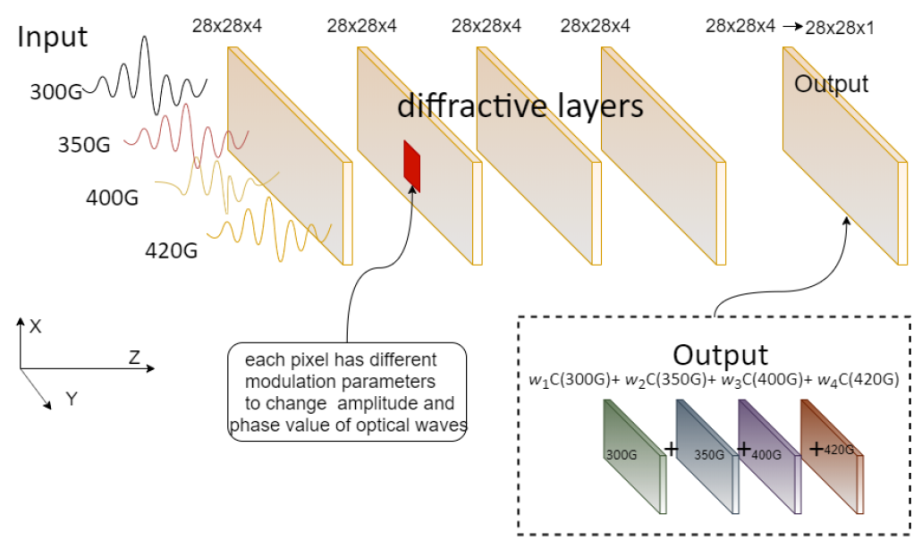 Input
28x28x4
28x28x4
28x28x4
28x28x4
28x28x4
28x28x1
300G
350G
400G
420G
diffractive layers
Output
X
Z
Y
each pixel has different
modulation parameters
to change amplitude and
phase value of optical waves
Output
w₁C(300G)+ w₂C(350G)+ w₃C(400G)+ w₄C(420G)
300G + 350G + 400G + 420G